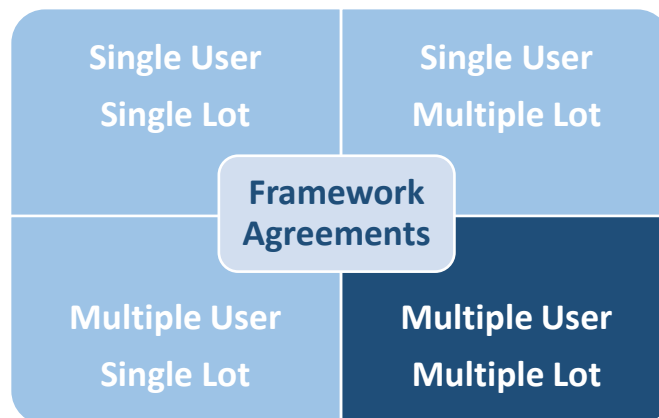 Single User
Single Lot
Single User
Multiple Lot
Framework
Agreements
Multiple User
Single Lot
Multiple User
Multiple Lot